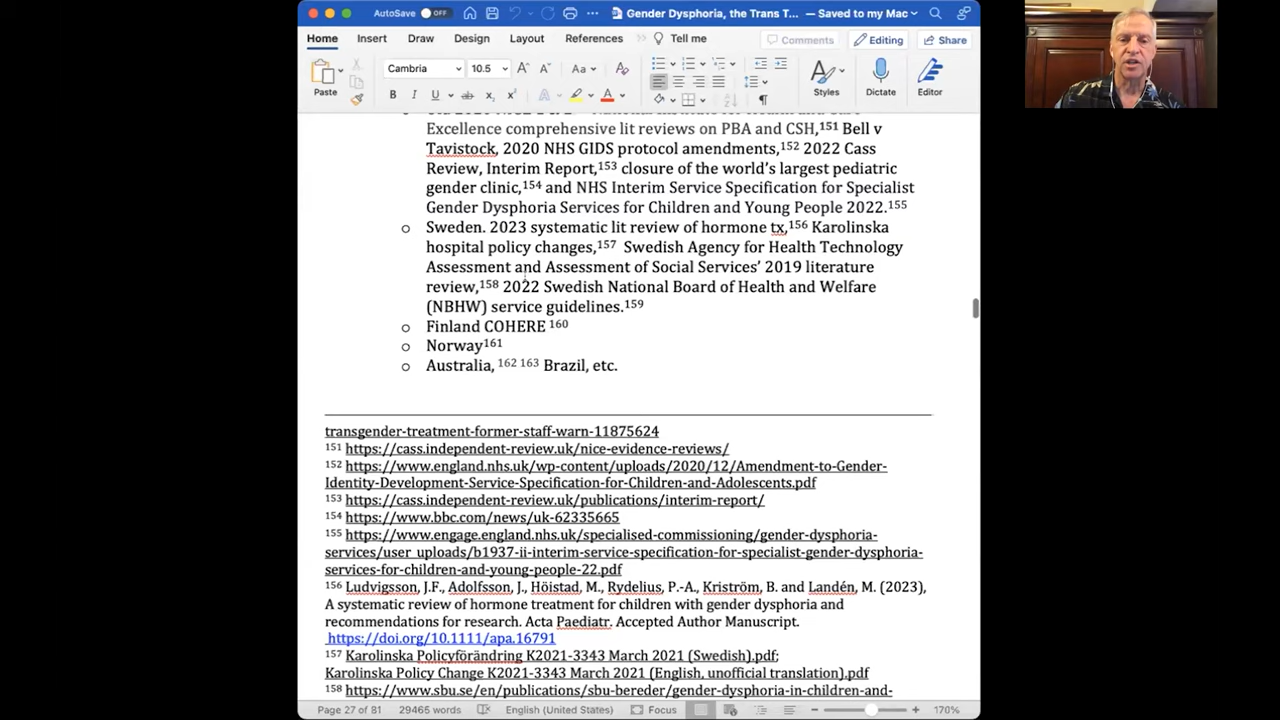 AutoSave OFF Gender Dysphoria, the Trans T... — Saved to my Mac
Home Insert Draw Design Layout References Tell me Comments Editing Share
Paste Cambria 10.5 A A Aa A Styles Dictate Editor
B I U ab x₂ x² A A
Excellence comprehensive lit reviews on PBA and CSH,151 Bell v
Tavistock, 2020 NHS GIDS protocol amendments,152 2022 Cass
Review, Interim Report,153 closure of the world's largest pediatric
gender clinic,154 and NHS Interim Service Specification for Specialist
Gender Dysphoria Services for Children and Young People 2022.155
o Sweden. 2023 systematic lit review of hormone tx,156 Karolinska
hospital policy changes,157 Swedish Agency for Health Technology
Assessment and Assessment of Social Services' 2019 literature
review,158 2022 Swedish National Board of Health and Welfare
(NBHW) service guidelines.159
o Finland COHERE 160
o Norway161
o Australia, 162 163 Brazil, etc.
transgender-treatment-former-staff-warn-11875624
151 https://cass.independent-review.uk/nice-evidence-reviews/
152 https://www.england.nhs.uk/wp-content/uploads/2020/12/Amendment-to-Gender-
Identity-Development-Service-Specification-for-Children-and-Adolescents.pdf
153 https://cass.independent-review.uk/publications/interim-report/
154 https://www.bbc.com/news/uk-62335665
155 https://www.engage.england.nhs.uk/specialised-commissioning/gender-dysphoria-
services/user_uploads/b1937-ii-interim-service-specification-for-specialist-gender-dysphoria-
services-for-children-and-young-people-22.pdf
156 Ludvigsson, J.F., Adolfsson, J., Höistad, M., Rydelius, P.-A., Kriström, B. and Landén, M. (2023),
A systematic review of hormone treatment for children with gender dysphoria and
recommendations for research. Acta Paediatr. Accepted Author Manuscript.
https://doi.org/10.1111/apa.16791
157 Karolinska Policyförändring K2021-3343 March 2021 (Swedish).pdf;
Karolinska Policy Change K2021-3343 March 2021 (English, unofficial translation).pdf
158 https://www.sbu.se/en/publications/sbu-bereder/gender-dysphoria-in-children-and-
Page 27 of 81 29465 words English (United States) Focus 170%